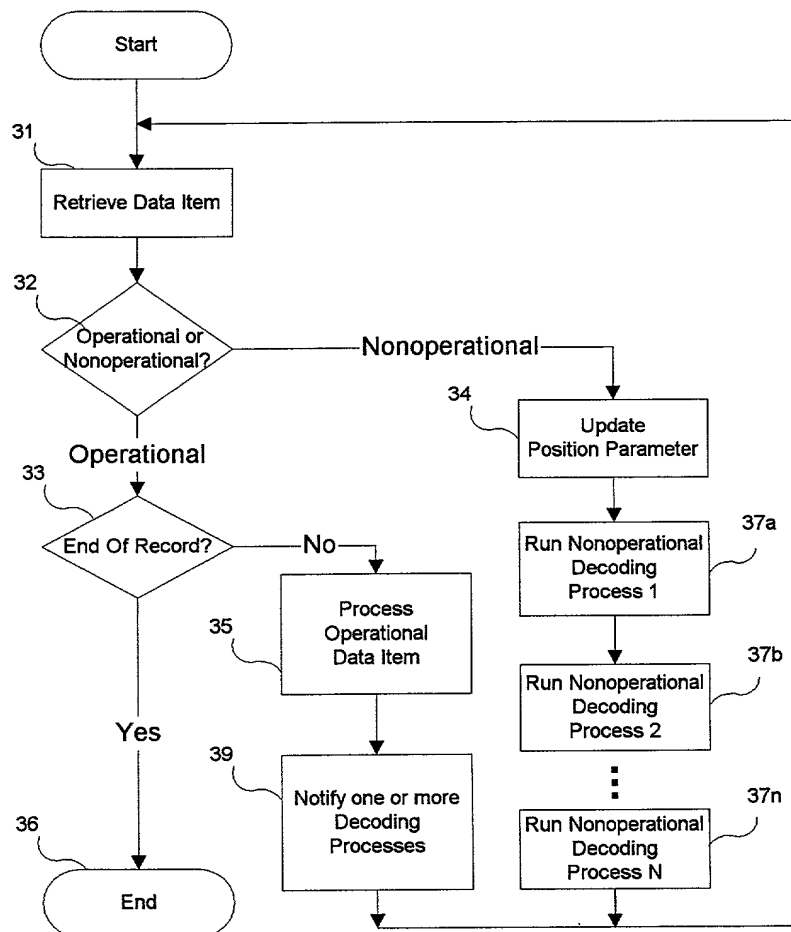 Start
31
Retrieve Data Item
32
Operational or
Nonoperational?
Nonoperational
34
Update
Position Parameter
Operational
33
End Of Record?
No
37a
Run Nonoperational
Decoding
Process 1
35
Process
Operational
Data Item
37b
Run Nonoperational
Decoding
Process 2
Yes
39
Notify one or more
Decoding
Processes
37n
Run Nonoperational
Decoding
Process N
36
End